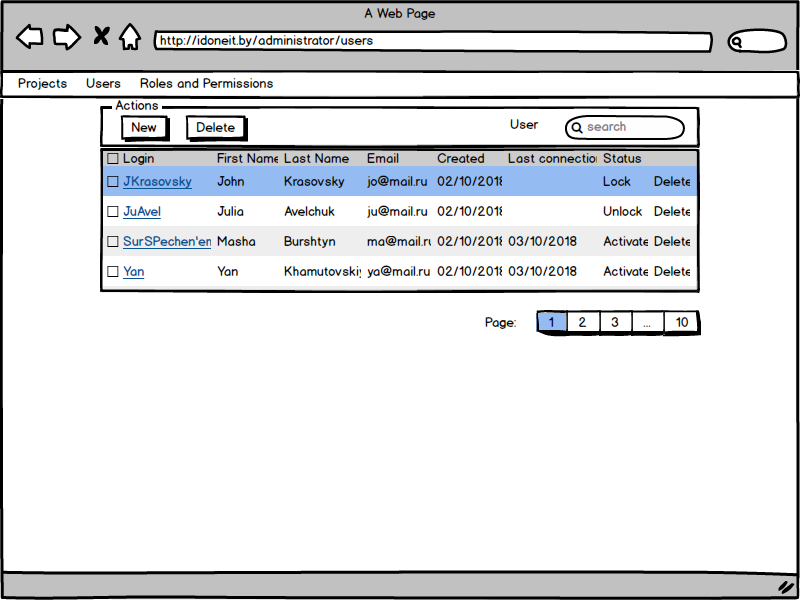 A Web Page
http://idoneit.by/administrator/users
Projects Users Roles and Permissions
Actions
New Delete User search
Login First Name Last Name Email Created Last connection Status
JKrasovsky John Krasovsky jo@mail.ru 02/10/2018 Lock Delete
JuAvel Julia Avelchuk ju@mail.ru 02/10/2018 Unlock Delete
SurSPechen'en Masha Burshtyn ma@mail.ru 02/10/2018 03/10/2018 Activate Delete
Yan Yan Khamutovskiy ya@mail.ru 02/10/2018 03/10/2018 Activate Delete
Page: 1 2 3 ... 10